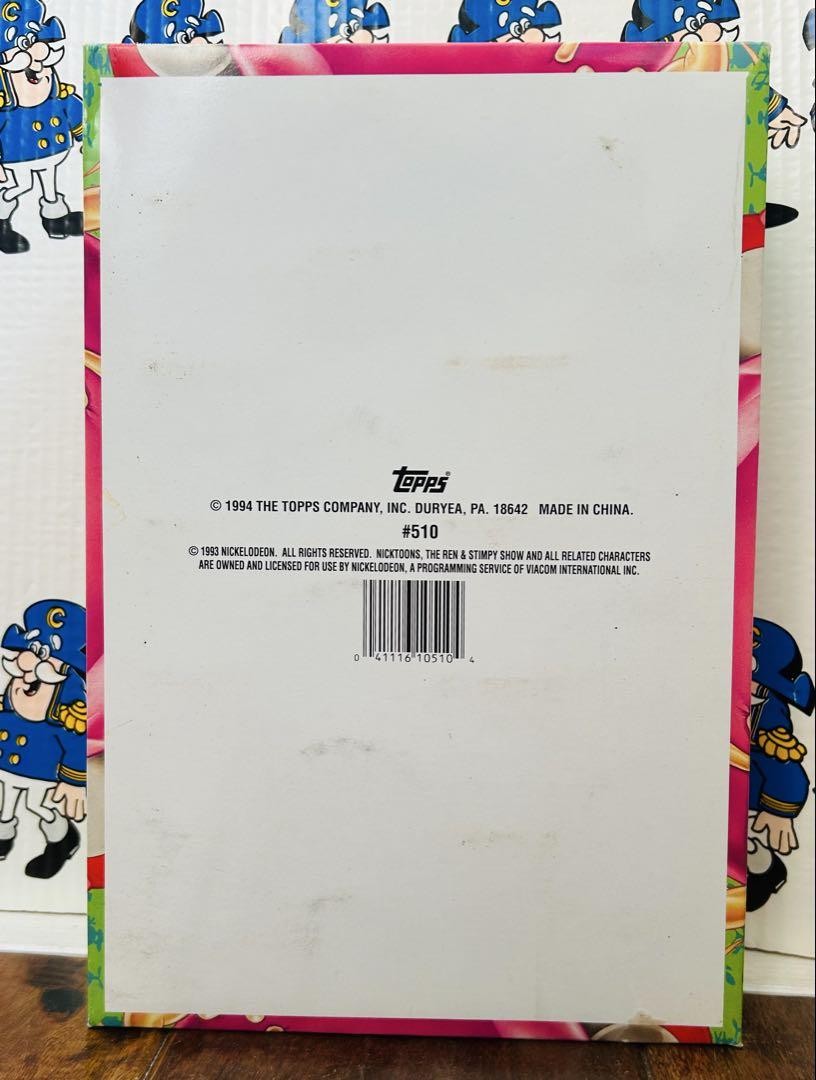 C C C C
Topps®
© 1994 THE TOPPS COMPANY, INC. DURYEA, PA. 18642 MADE IN CHINA.
#510
© 1993 NICKELODEON. ALL RIGHTS RESERVED. NICKTOONS, THE REN & STIMPY SHOW AND ALL RELATED CHARACTERS
ARE OWNED AND LICENSED FOR USE BY NICKELODEON, A PROGRAMMING SERVICE OF VIACOM INTERNATIONAL INC.
0 41116 10510 4
C